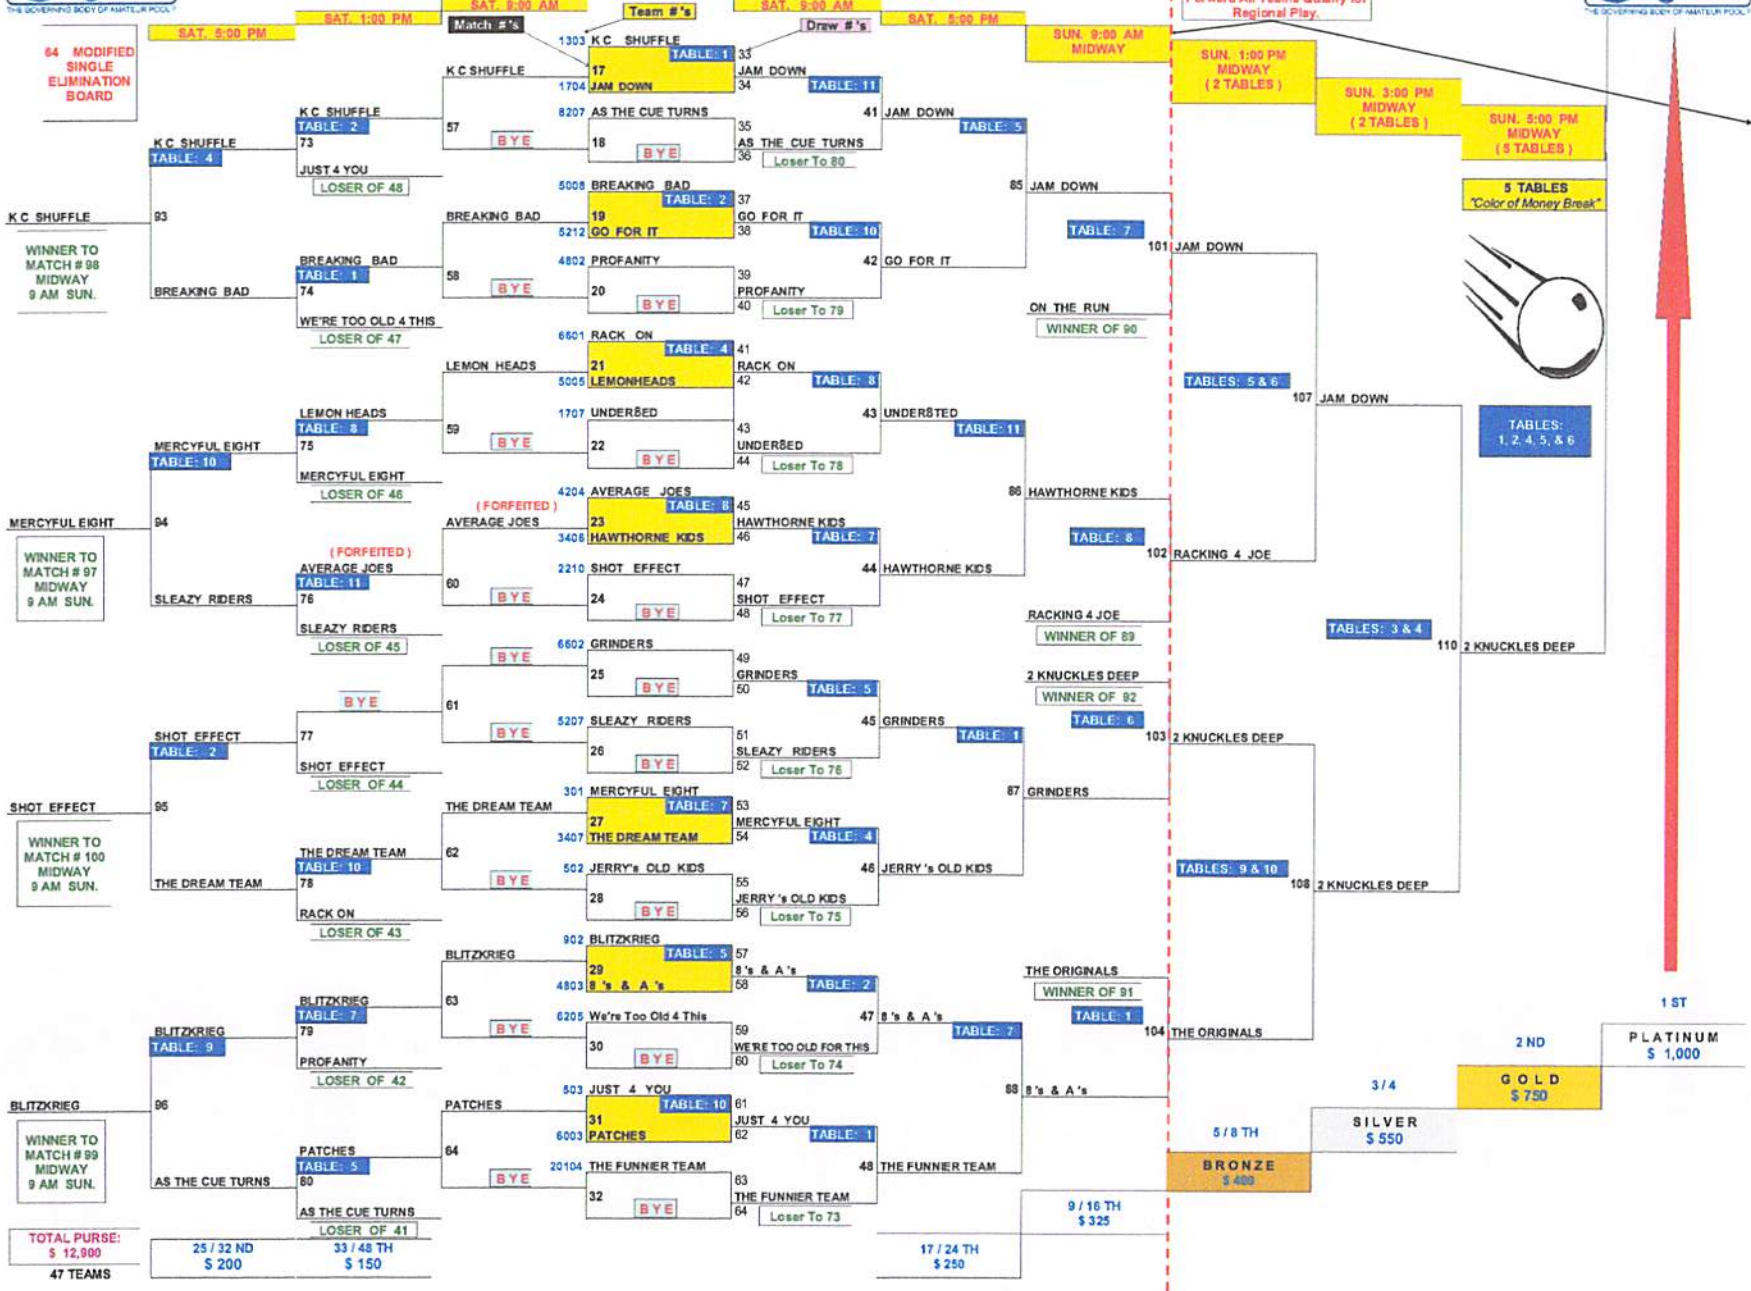 THE GOVERNING BODY OF AMATEUR POOL
THE GOVERNING BODY OF AMATEUR POOL
SAT. 5:00 PM
SAT. 1:00 PM
SAT. 9:00 AM
Match #'s
Team #'s
SAT. 9:00 AM
Draw #'s
SAT. 5:00 PM
SUN. 9:00 AM
MIDWAY
Regional Play.
SUN. 1:00 PM
MIDWAY
( 2 TABLES )
SUN. 3:00 PM
MIDWAY
( 2 TABLES )
SUN. 5:00 PM
MIDWAY
( 5 TABLES )
5 TABLES
"Color of Money Break"
64 MODIFIED
SINGLE
ELIMINATION
BOARD
K C SHUFFLE
WINNER TO
MATCH # 98
MIDWAY
9 AM SUN.
MERCYFUL EIGHT
WINNER TO
MATCH # 97
MIDWAY
9 AM SUN.
SHOT EFFECT
WINNER TO
MATCH # 100
MIDWAY
9 AM SUN.
BLITZKRIEG
WINNER TO
MATCH # 99
MIDWAY
9 AM SUN.
TOTAL PURSE:
$ 12,900
47 TEAMS
K C SHUFFLE
TABLE: 4
93
BREAKING BAD
MERCYFUL EIGHT
TABLE: 10
94
SLEAZY RIDERS
SHOT EFFECT
TABLE: 2
95
THE DREAM TEAM
BLITZKRIEG
TABLE: 9
96
AS THE CUE TURNS
25 / 32 ND
$ 200
K C SHUFFLE
TABLE: 2
73
JUST 4 YOU
LOSER OF 48
BREAKING BAD
TABLE: 1
74
WE'RE TOO OLD 4 THIS
LOSER OF 47
LEMON HEADS
TABLE: 8
75
MERCYFUL EIGHT
LOSER OF 46
( FORFEITED )
AVERAGE JOES
TABLE: 11
76
SLEAZY RIDERS
LOSER OF 45
BYE
77
SHOT EFFECT
LOSER OF 44
THE DREAM TEAM
TABLE: 10
78
RACK ON
LOSER OF 43
BLITZKRIEG
TABLE: 7
79
PROFANITY
LOSER OF 42
PATCHES
TABLE: 5
80
AS THE CUE TURNS
LOSER OF 41
33 / 48 TH
$ 150
K C SHUFFLE
57
BYE
BREAKING BAD
58
BYE
LEMON HEADS
59
BYE
( FORFEITED )
AVERAGE JOES
60
BYE
BYE
61
BYE
THE DREAM TEAM
62
BYE
BLITZKRIEG
63
BYE
PATCHES
64
BYE
1303 K C SHUFFLE
TABLE: 1
17
1704 JAM DOWN
8207 AS THE CUE TURNS
18
BYE
5008 BREAKING BAD
TABLE: 2
19
5212 GO FOR IT
4802 PROFANITY
20
BYE
6601 RACK ON
TABLE: 4
21
5005 LEMONHEADS
1707 UNDER8ED
22
BYE
4204 AVERAGE JOES
TABLE: 8
23
3406 HAWTHORNE KIDS
2210 SHOT EFFECT
24
BYE
6602 GRINDERS
25
BYE
5207 SLEAZY RIDERS
26
BYE
301 MERCYFUL EIGHT
TABLE: 7
27
3407 THE DREAM TEAM
502 JERRY's OLD KIDS
28
BYE
902 BLITZKRIEG
TABLE: 5
29
4803 8 's & A 's
6205 We're Too Old 4 This
30
BYE
503 JUST 4 YOU
TABLE: 10
31
6003 PATCHES
20104 THE FUNNIER TEAM
32
BYE
33
JAM DOWN
34
35
AS THE CUE TURNS
36
Loser To 80
37
GO FOR IT
38
39
PROFANITY
40
Loser To 79
41
RACK ON
42
43
UNDER8ED
44
Loser To 78
45
HAWTHORNE KIDS
46
47
SHOT EFFECT
48
Loser To 77
49
GRINDERS
50
51
SLEAZY RIDERS
52
Loser To 76
53
MERCYFUL EIGHT
54
55
JERRY 's OLD KIDS
56
Loser To 75
57
8 's & A 's
58
59
WE'RE TOO OLD FOR THIS
60
Loser To 74
61
JUST 4 YOU
62
63
THE FUNNIER TEAM
64
Loser To 73
TABLE: 11
41 JAM DOWN
TABLE: 10
42 GO FOR IT
TABLE: 8
43 UNDER8TED
TABLE: 7
44 HAWTHORNE KIDS
TABLE: 5
45 GRINDERS
TABLE: 4
46 JERRY 's OLD KIDS
TABLE: 2
47 8 's & A 's
TABLE: 1
48 THE FUNNIER TEAM
17 / 24 TH
$ 250
TABLE: 5
85 JAM DOWN
TABLE: 11
86 HAWTHORNE KIDS
TABLE: 1
87 GRINDERS
TABLE: 7
88 8 's & A 's
9 / 16 TH
$ 325
TABLE: 7
101 JAM DOWN
ON THE RUN
WINNER OF 90
TABLE: 8
102 RACKING 4 JOE
RACKING 4 JOE
WINNER OF 89
2 KNUCKLES DEEP
WINNER OF 92
TABLE: 6
103 2 KNUCKLES DEEP
THE ORIGINALS
WINNER OF 91
TABLE: 1
104 THE ORIGINALS
5 / 8 TH
BRONZE
$ 400
TABLES: 5 & 6
107 JAM DOWN
TABLES: 9 & 10
108 2 KNUCKLES DEEP
3 / 4
SILVER
$ 550
TABLES: 3 & 4
110 2 KNUCKLES DEEP
TABLES:
1, 2, 4, 5, & 6
2 ND
GOLD
$ 750
1 ST
PLATINUM
$ 1,000